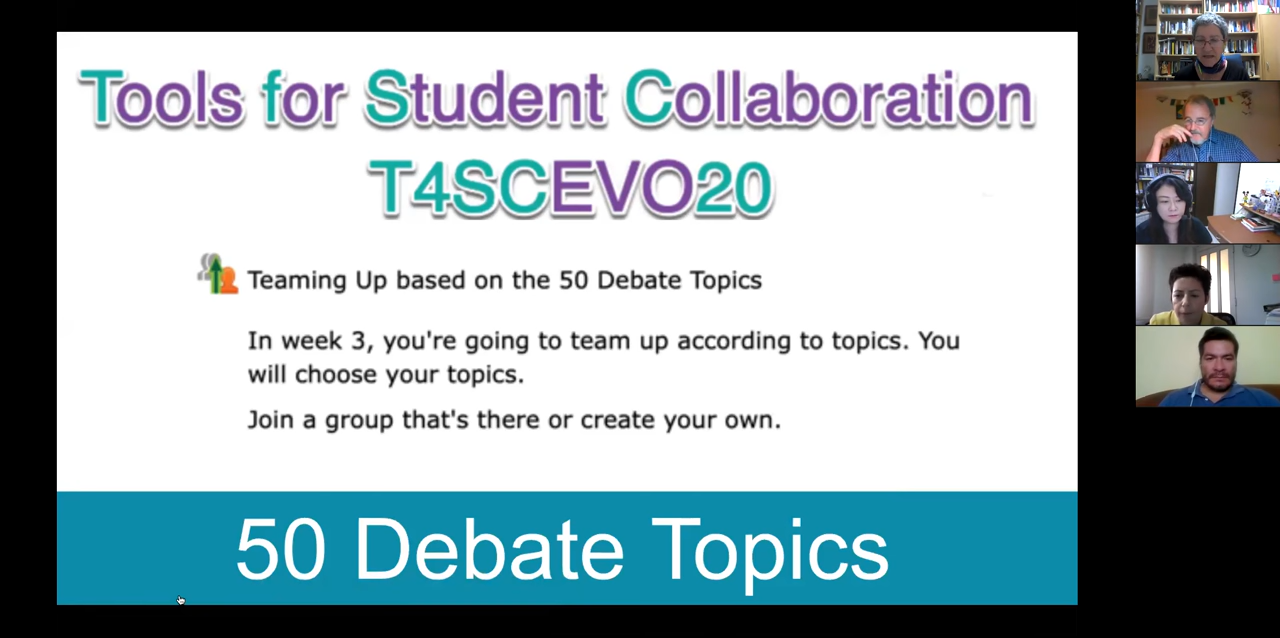 Tools for Student Collaboration
T4SCEVO20
Teaming Up based on the 50 Debate Topics
In week 3, you're going to team up according to topics. You
will choose your topics.
Join a group that's there or create your own.
50 Debate Topics